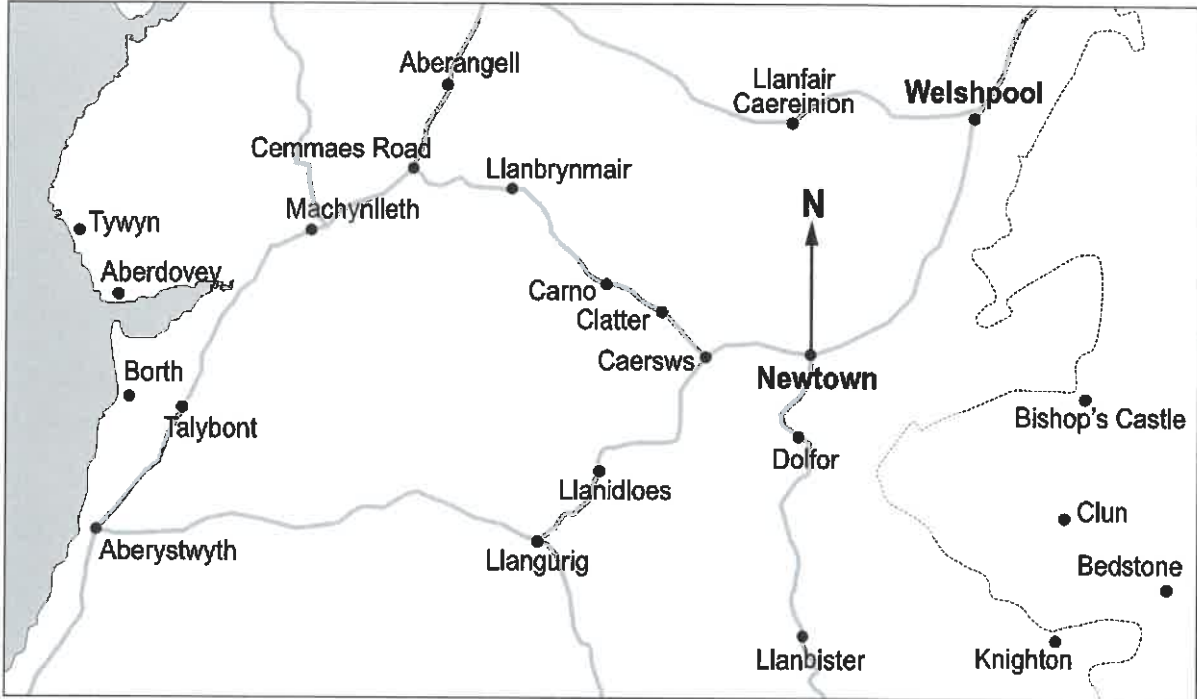 Aberangell
Llanfair
Caereinion
Welshpool
Cemmaes Road
Llanbrynmair
Machynlleth
N
Tywyn
Aberdovey
Carno
Clatter
Caersws
Borth
Newtown
Talybont
Bishop's Castle
Dolfor
Llanidloes
Clun
Aberystwyth
Llangurig
Bedstone
Llanbister
Knighton